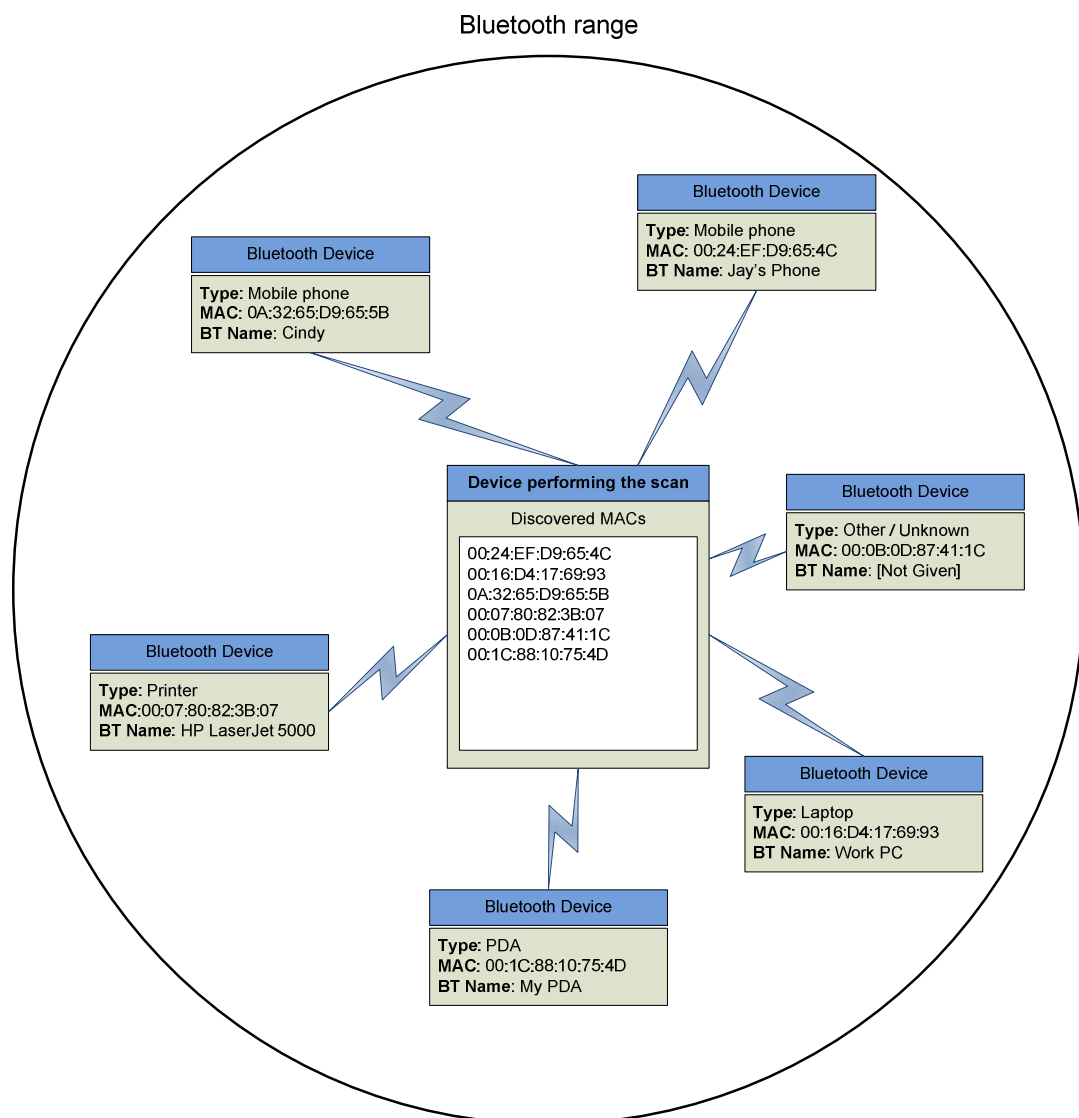 Bluetooth range
Bluetooth Device
Type: Mobile phone
MAC: 00:24:EF:D9:65:4C
BT Name: Jay's Phone
Bluetooth Device
Type: Mobile phone
MAC: 0A:32:65:D9:65:5B
BT Name: Cindy
Device performing the scan
Discovered MACs
00:24:EF:D9:65:4C
00:16:D4:17:69:93
0A:32:65:D9:65:5B
00:07:80:82:3B:07
00:0B:0D:87:41:1C
00:1C:88:10:75:4D
Bluetooth Device
Type: Other / Unknown
MAC: 00:0B:0D:87:41:1C
BT Name: [Not Given]
Bluetooth Device
Type: Printer
MAC:00:07:80:82:3B:07
BT Name: HP LaserJet 5000
Bluetooth Device
Type: Laptop
MAC: 00:16:D4:17:69:93
BT Name: Work PC
Bluetooth Device
Type: PDA
MAC: 00:1C:88:10:75:4D
BT Name: My PDA